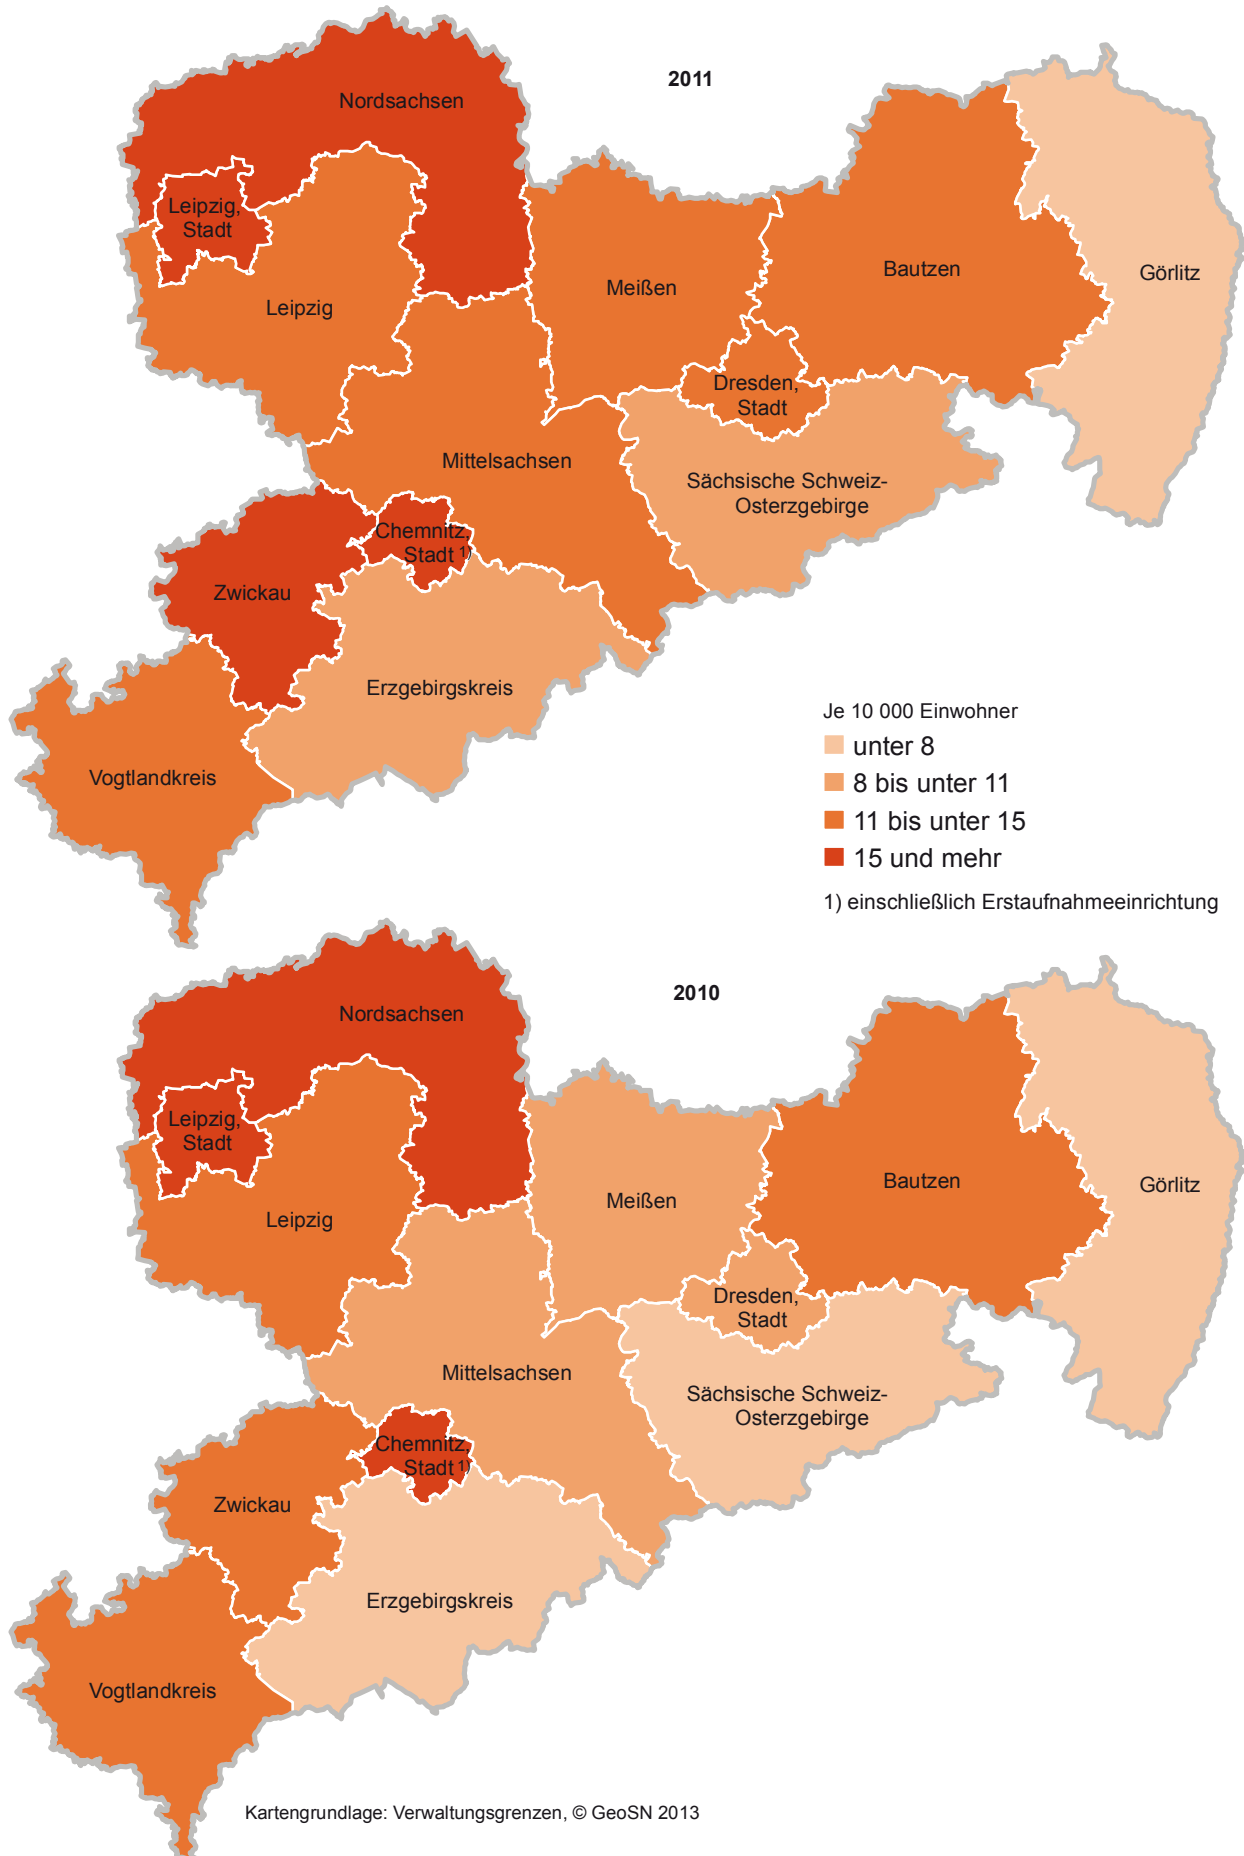 2011
Nordsachsen
Leipzig,
Stadt
Leipzig
Meißen
Bautzen
Görlitz
Dresden,
Stadt
Mittelsachsen
Sächsische Schweiz-
Osterzgebirge
Chemnitz,
Stadt 1)
Zwickau
Erzgebirgskreis
Vogtlandkreis
Je 10 000 Einwohner
unter 8
8 bis unter 11
11 bis unter 15
15 und mehr
1) einschließlich Erstaufnahmeeinrichtung
2010
Nordsachsen
Leipzig,
Stadt
Leipzig
Meißen
Bautzen
Görlitz
Dresden,
Stadt
Mittelsachsen
Sächsische Schweiz-
Osterzgebirge
Chemnitz,
Stadt 1)
Zwickau
Erzgebirgskreis
Vogtlandkreis
Kartengrundlage: Verwaltungsgrenzen, © GeoSN 2013